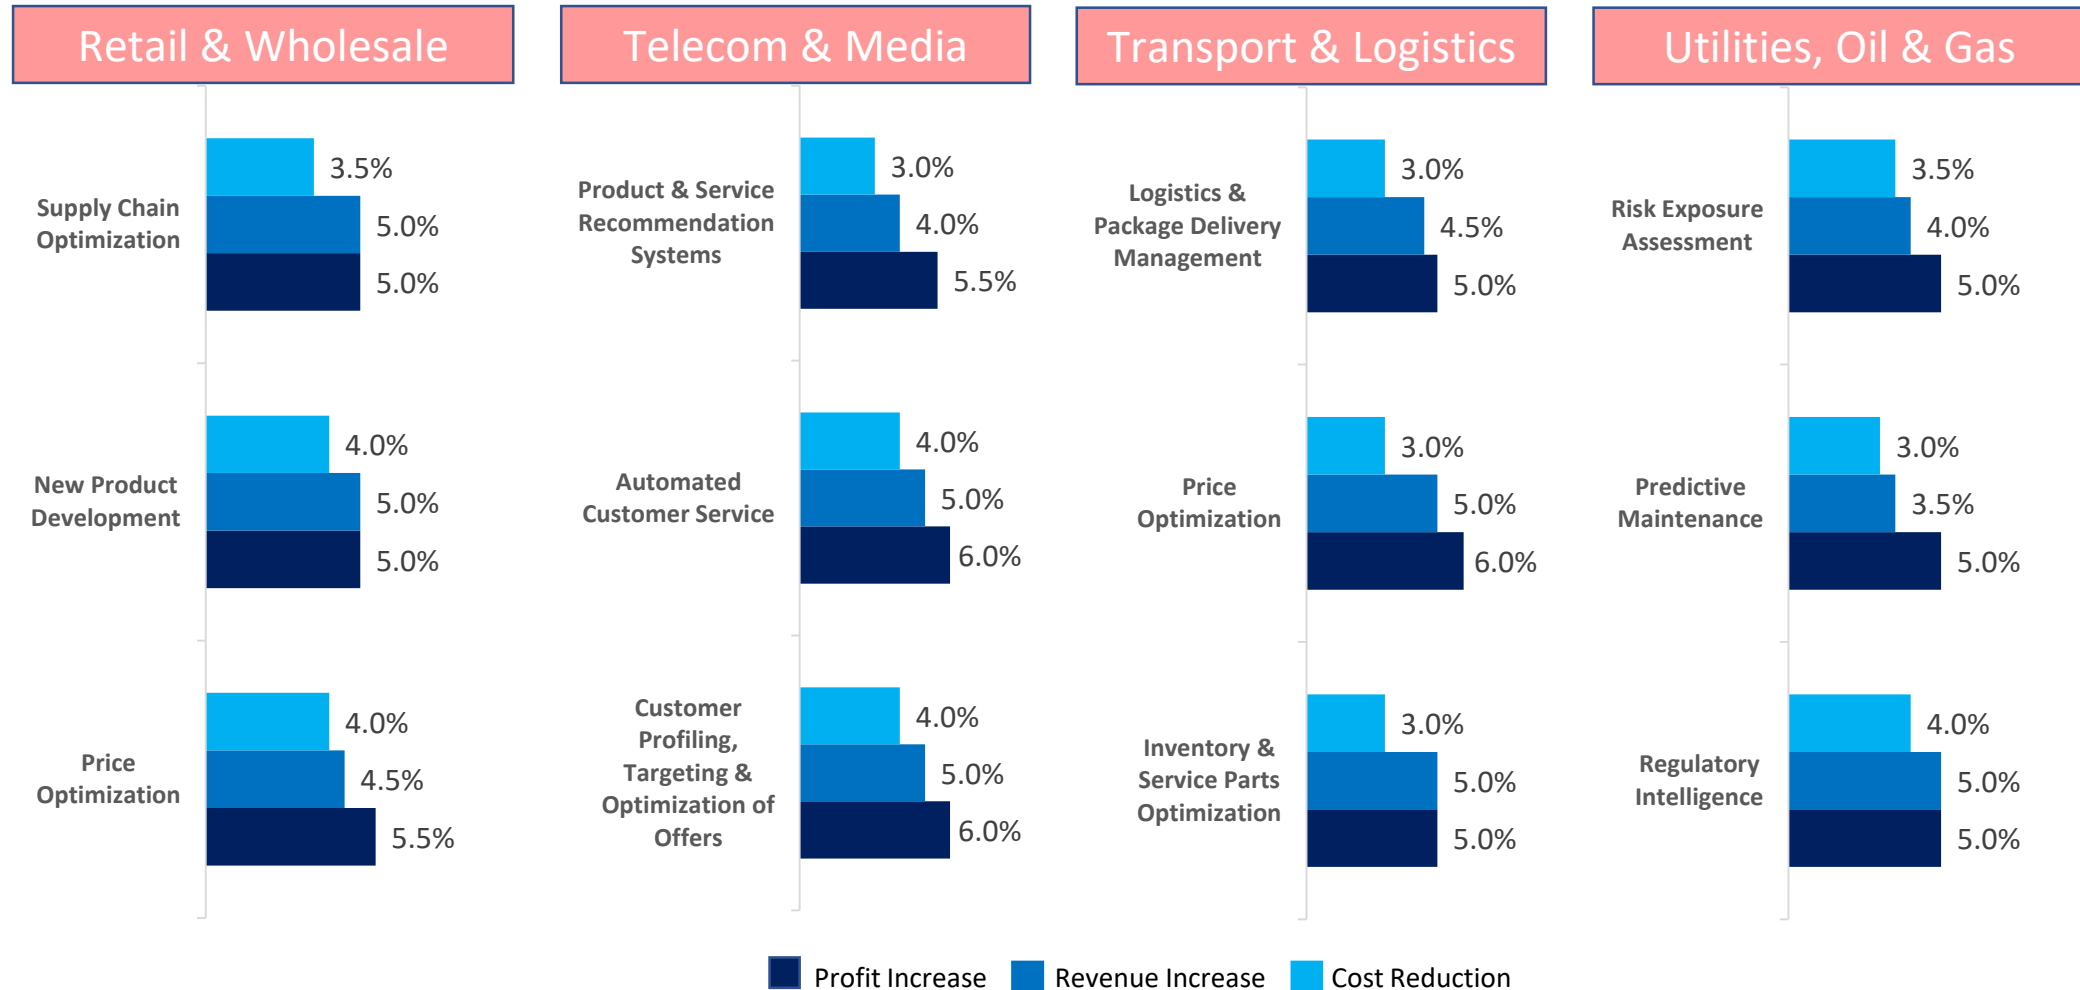 Retail & Wholesale
Supply Chain
Optimization
3.5%
5.0%
5.0%
New Product
Development
4.0%
5.0%
5.0%
Price
Optimization
4.0%
4.5%
5.5%
Telecom & Media
Product & Service
Recommendation
Systems
3.0%
4.0%
5.5%
Automated
Customer Service
4.0%
5.0%
6.0%
Customer
Profiling,
Targeting &
Optimization of
Offers
4.0%
5.0%
6.0%
Transport & Logistics
Logistics &
Package Delivery
Management
3.0%
4.5%
5.0%
Price
Optimization
3.0%
5.0%
6.0%
Inventory &
Service Parts
Optimization
3.0%
5.0%
5.0%
Utilities, Oil & Gas
Risk Exposure
Assessment
3.5%
4.0%
5.0%
Predictive
Maintenance
3.0%
3.5%
5.0%
Regulatory
Intelligence
4.0%
5.0%
5.0%
Profit Increase
Revenue Increase
Cost Reduction